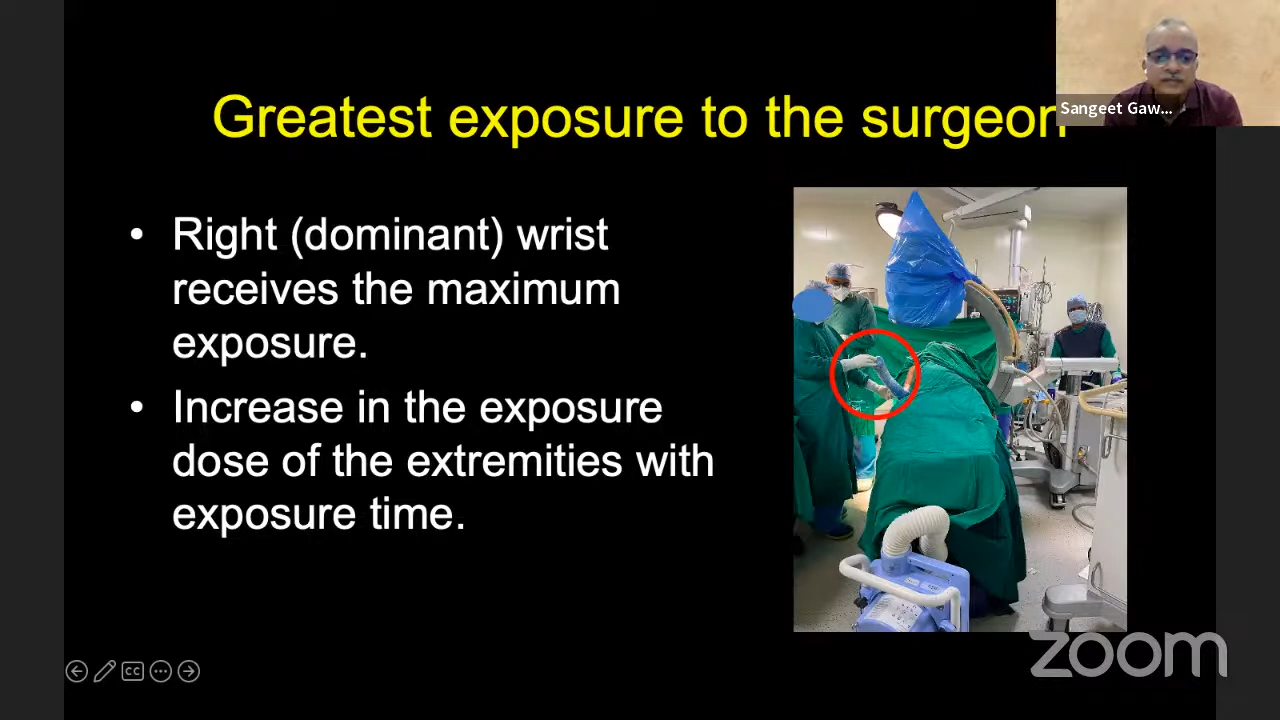 Greatest exposure to the surgeon
Sangeet Gaw...
• Right (dominant) wrist
receives the maximum
exposure.
• Increase in the exposure
dose of the extremities with
exposure time.
CC
zoom